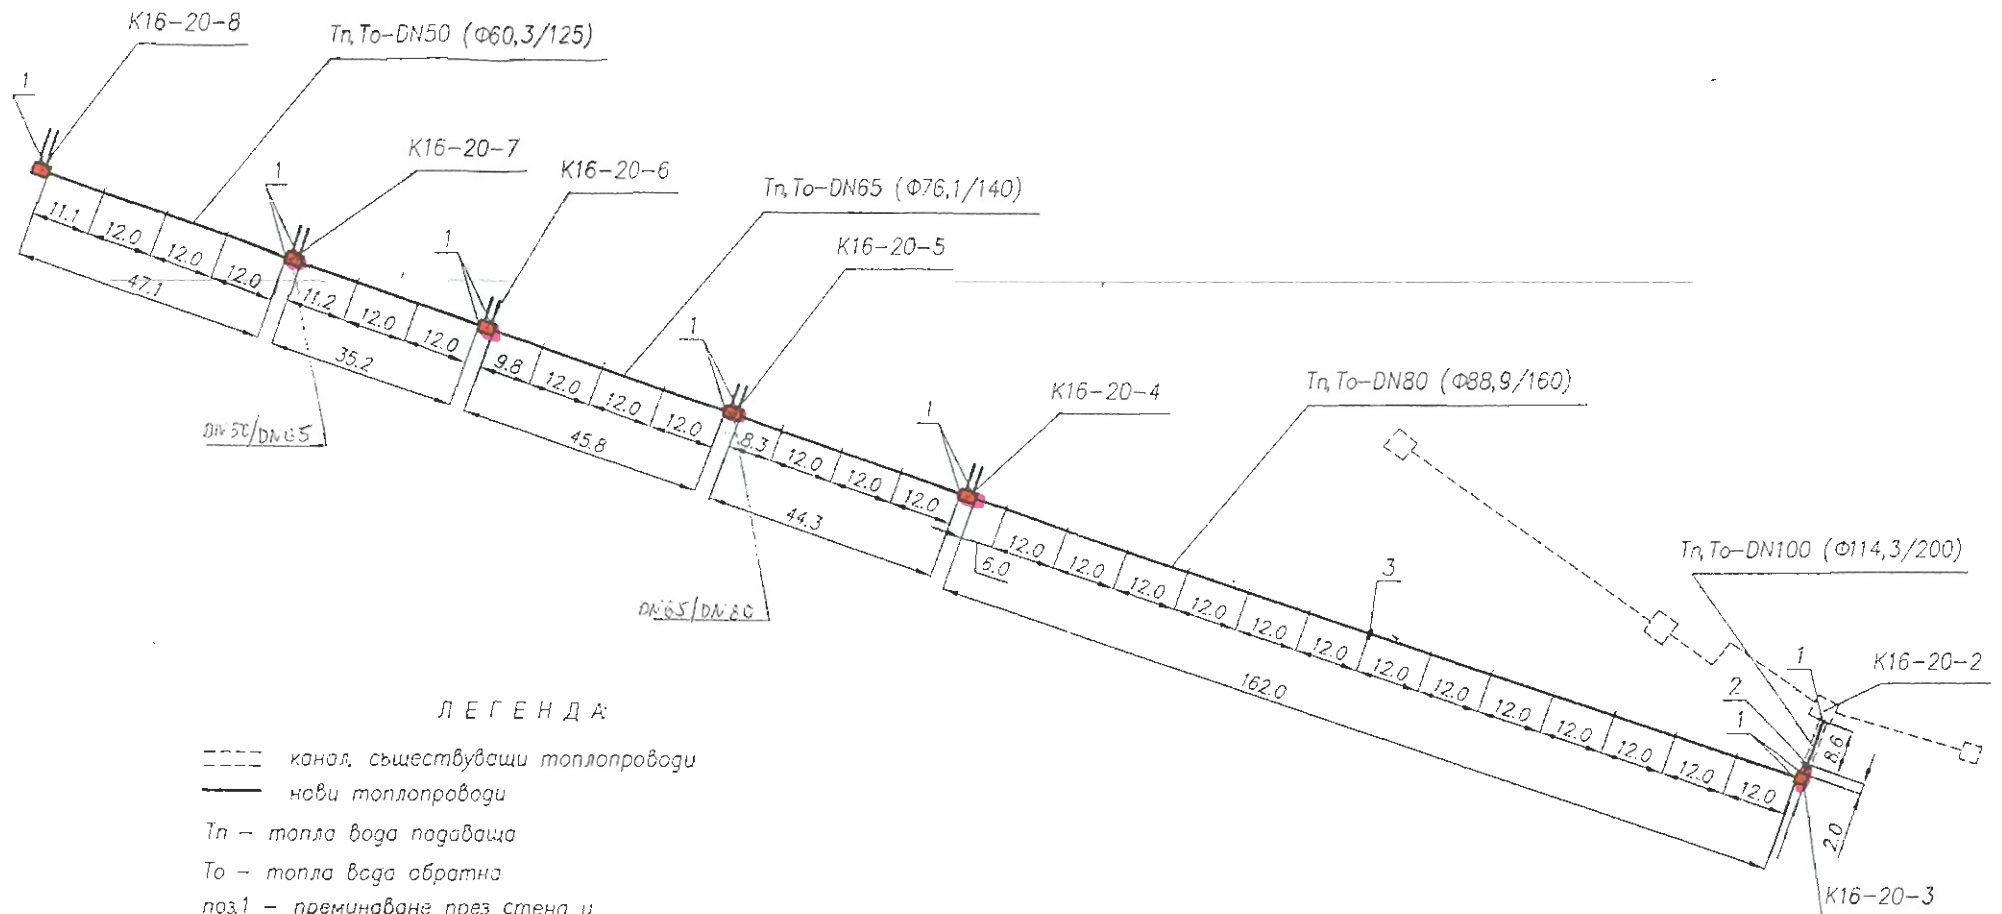 K16-20-8
Тп,То-DN50 (Ф60,3/125)
1
K16-20-7
1
K16-20-6
1
Тп,То-DN65 (Ф76,1/140)
K16-20-5
1
K16-20-4
1
Тп,То-DN80 (Ф88,9/160)
11.1
12.0
12.0
12.0
47.1
11.2
12.0
12.0
35.2
DN50/DN65
9.8
12.0
12.0
12.0
45.8
8.3
12.0
12.0
12.0
44.3
DN65/DN80
6.0
12.0
12.0
12.0
12.0
12.0
12.0
12.0
12.0
12.0
12.0
12.0
12.0
12.0
162.0
3
Тп,То-DN100 (Ф114,3/200)
1
K16-20-2
2
1
8.6
2.0
K16-20-3
ЛЕГЕНДА
канал, съществуващи топлопроводи
нови топлопроводи
Тп - топла вода подаваща
То - топла вода обратна
поз.1 - преминаване през стена и